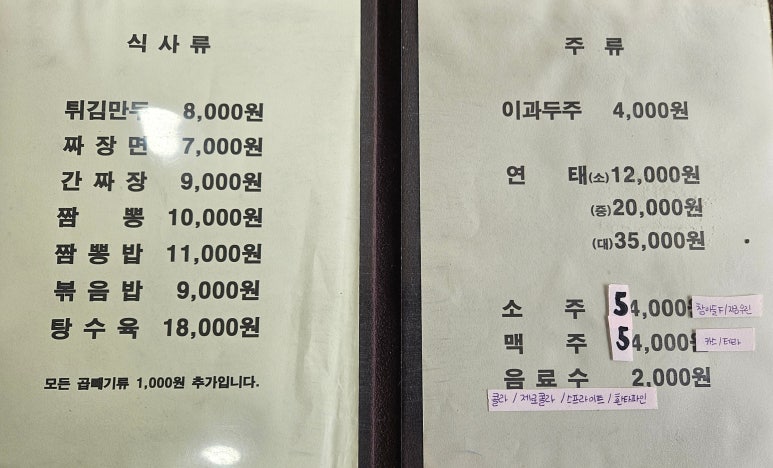 식사류
튀김만두 8,000원
짜장면 7,000원
간짜장 9,000원
짬 뽕 10,000원
짬뽕밥 11,000원
볶음밥 9,000원
탕수육 18,000원
모든 곱빼기류 1,000원 추가입니다.
주 류
이과두주 4,000원
연 태(소)12,000원
(중)20,000원
(대)35,000원
소 주 5 4,000
맥 주 5 4,000
카스/테라
음료수 2,000원
콜라 / 제로콜라 / 스프라이트 / 환타파인